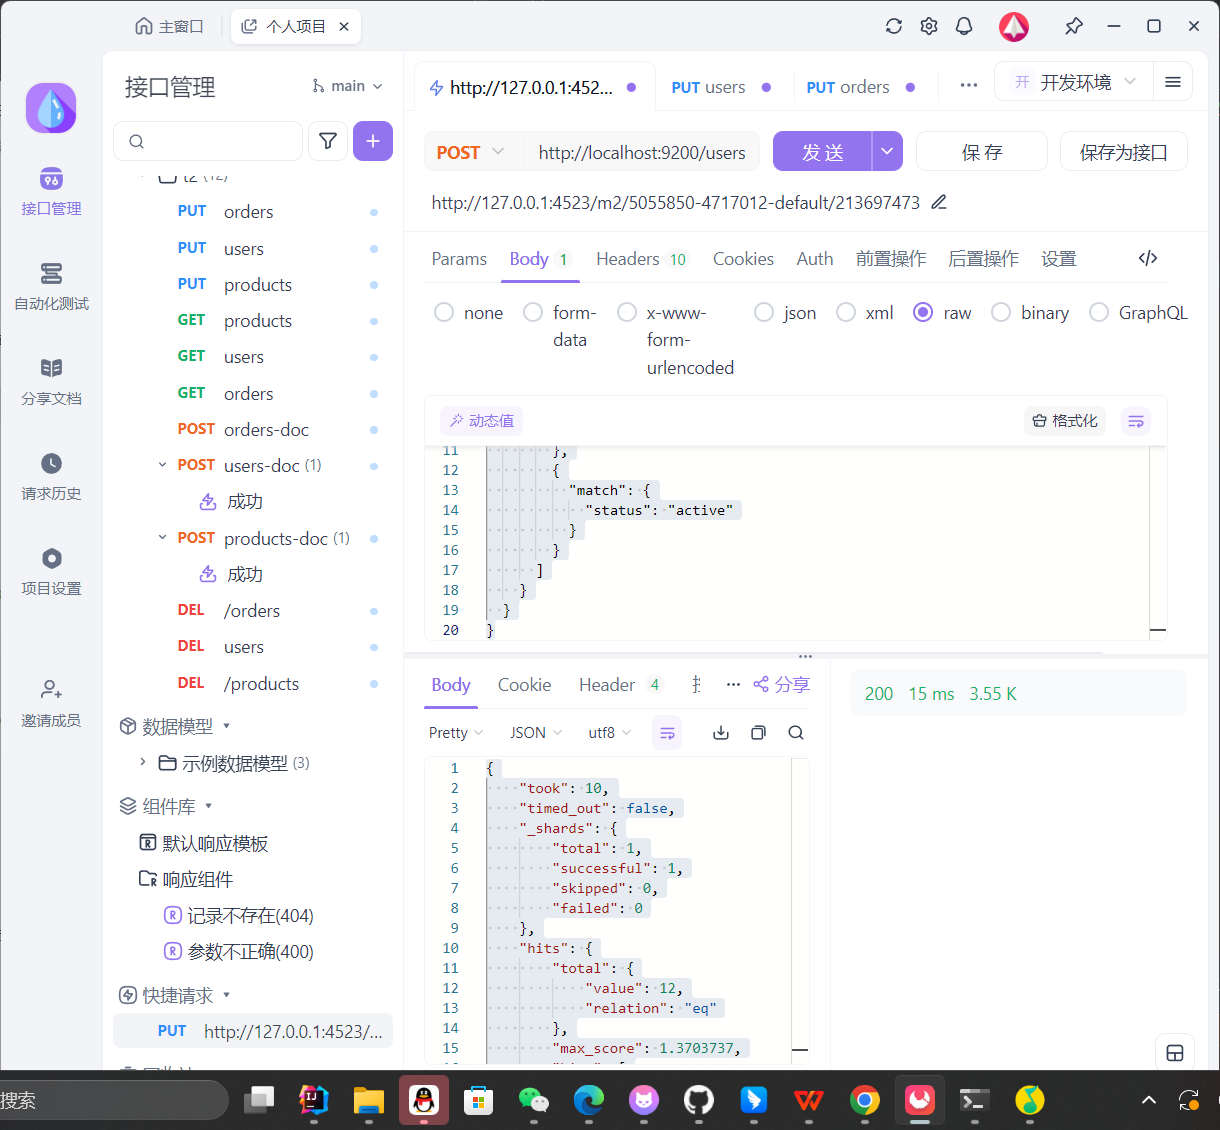 主窗口
个人项目
接口管理
main
接口管理
自动化测试
分享文档
请求历史
项目设置
邀请成员
t2 (12)
PUT orders
PUT users
PUT products
GET products
GET users
GET orders
POST orders-doc
POST users-doc (1)
成功
POST products-doc (1)
成功
DEL /orders
DEL users
DEL /products
数据模型
示例数据模型 (3)
组件库
默认响应模板
响应组件
R 记录不存在(404)
R 参数不正确(400)
快捷请求
PUT http://127.0.0.1:4523/...
http://127.0.0.1:452... PUT users PUT orders
开 开发环境
POST http://localhost:9200/users 发 送 保 存 保存为接口
http://127.0.0.1:4523/m2/5055850-4717012-default/213697473
Params Body 1 Headers 10 Cookies Auth 前置操作 后置操作 设置
none form-data x-www-form-urlencoded json xml raw binary GraphQL
动态值 格式化
11 },
12 {
13 "match": {
14 "status": "active"
15 }
16 }
17 ]
18 }
19 }
20 }
Body Cookie Header 4 分享
200 15 ms 3.55 K
Pretty JSON utf8
1 {
2 "took": 10,
3 "timed_out": false,
4 "_shards": {
5 "total": 1,
6 "successful": 1,
7 "skipped": 0,
8 "failed": 0
9 },
10 "hits": {
11 "total": {
12 "value": 12,
13 "relation": "eq"
14 },
15 "max_score": 1.3703737,
搜索